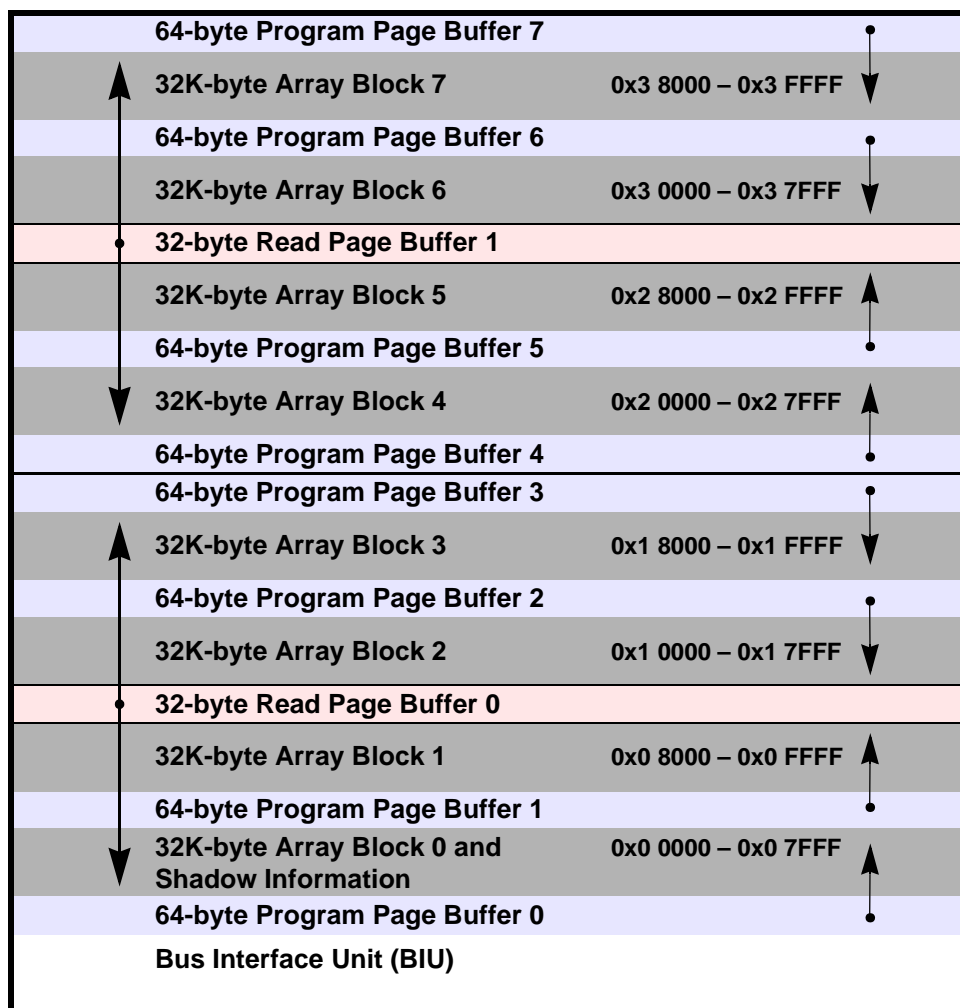 64-byte Program Page Buffer 7
32K-byte Array Block 7 0x3 8000 – 0x3 FFFF
64-byte Program Page Buffer 6
32K-byte Array Block 6 0x3 0000 – 0x3 7FFF
32-byte Read Page Buffer 1
32K-byte Array Block 5 0x2 8000 – 0x2 FFFF
64-byte Program Page Buffer 5
32K-byte Array Block 4 0x2 0000 – 0x2 7FFF
64-byte Program Page Buffer 4
64-byte Program Page Buffer 3
32K-byte Array Block 3 0x1 8000 – 0x1 FFFF
64-byte Program Page Buffer 2
32K-byte Array Block 2 0x1 0000 – 0x1 7FFF
32-byte Read Page Buffer 0
32K-byte Array Block 1 0x0 8000 – 0x0 FFFF
64-byte Program Page Buffer 1
32K-byte Array Block 0 and 0x0 0000 – 0x0 7FFF
Shadow Information
64-byte Program Page Buffer 0
Bus Interface Unit (BIU)